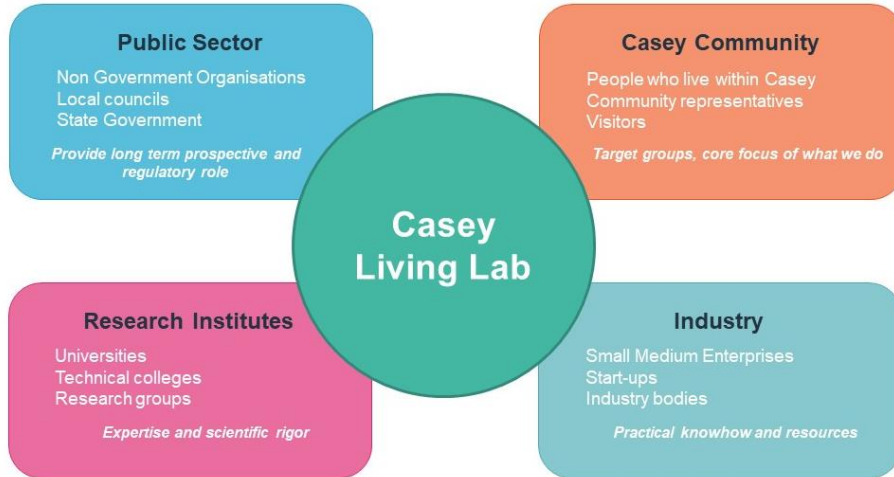 Public Sector
Non Government Organisations
Local councils
State Government
Provide long term prospective and
regulatory role
Casey Community
People who live within Casey
Community representatives
Visitors
Target groups, core focus of what we do
Casey
Living Lab
Research Institutes
Universities
Technical colleges
Research groups
Expertise and scientific rigor
Industry
Small Medium Enterprises
Start-ups
Industry bodies
Practical knowhow and resources